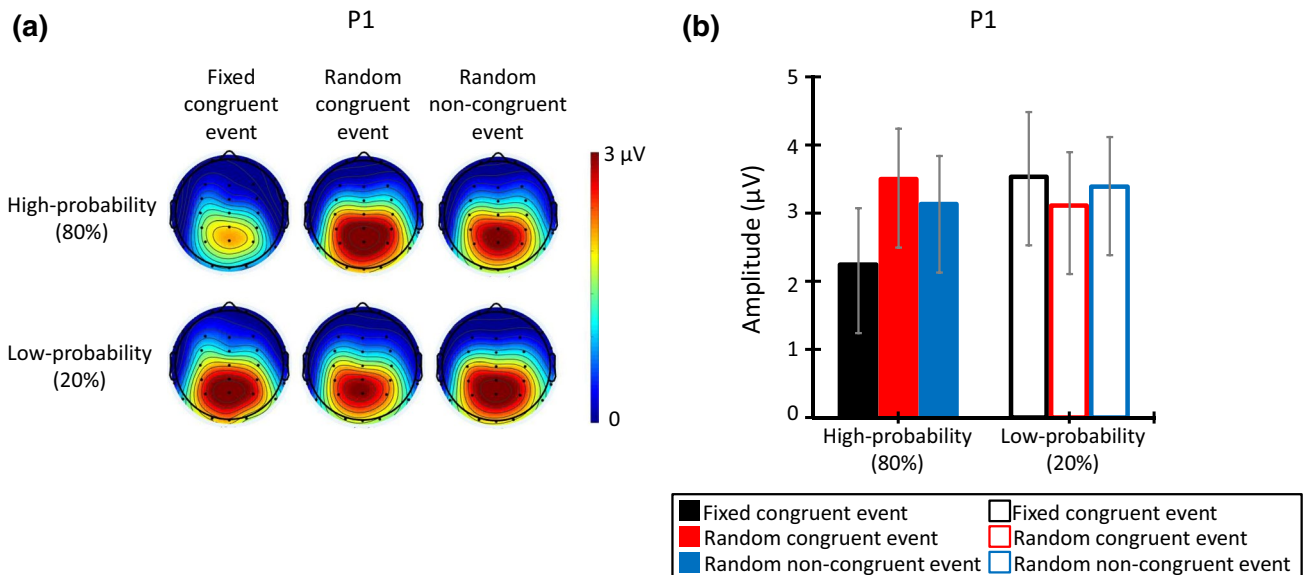 (a)
P1
Fixed
congruent
event
Random
congruent
event
Random
non-congruent
event
High-probability
(80%)
Low-probability
(20%)
3 µV
0
(b)
P1
Amplitude (µV)
5
4
3
2
1
0
High-probability
(80%)
Low-probability
(20%)
Fixed congruent event
Random congruent event
Random non-congruent event
Fixed congruent event
Random congruent event
Random non-congruent event